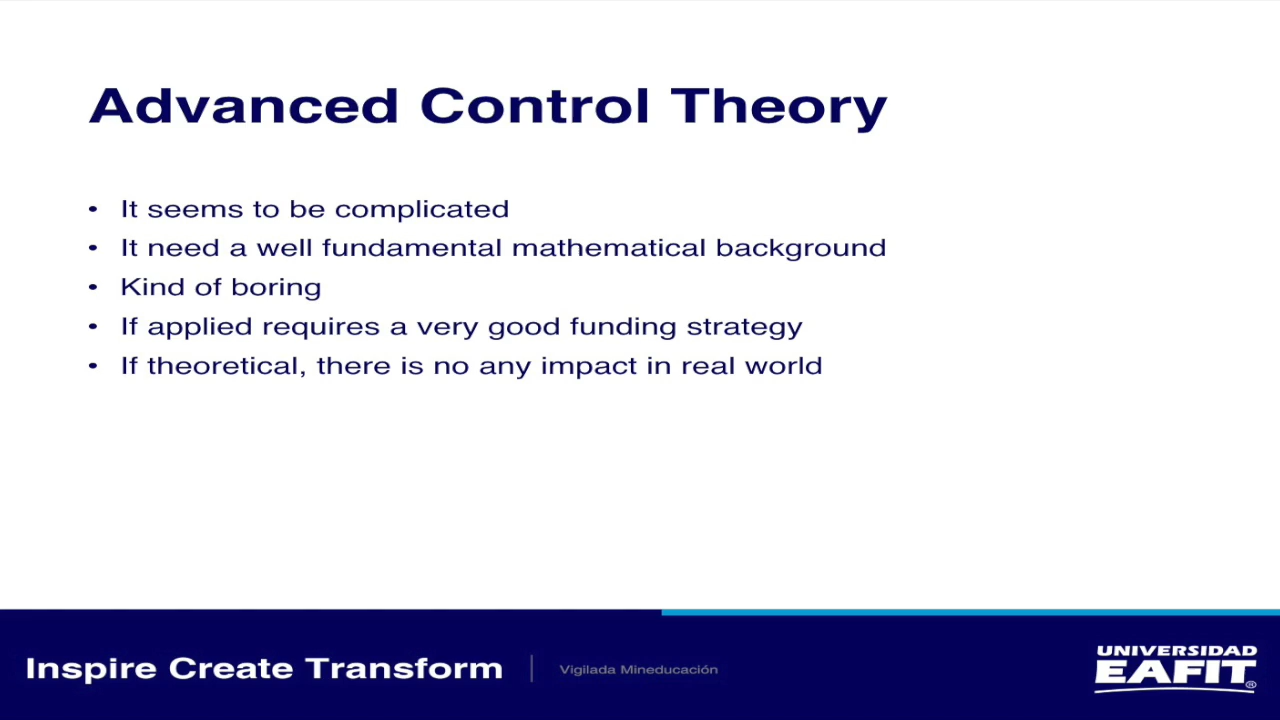 Advanced Control Theory
• It seems to be complicated
• It need a well fundamental mathematical background
• Kind of boring
• If applied requires a very good funding strategy
• If theoretical, there is no any impact in real world
Inspire Create Transform
Vigilada Mineducación
UNIVERSIDAD
EAFIT®